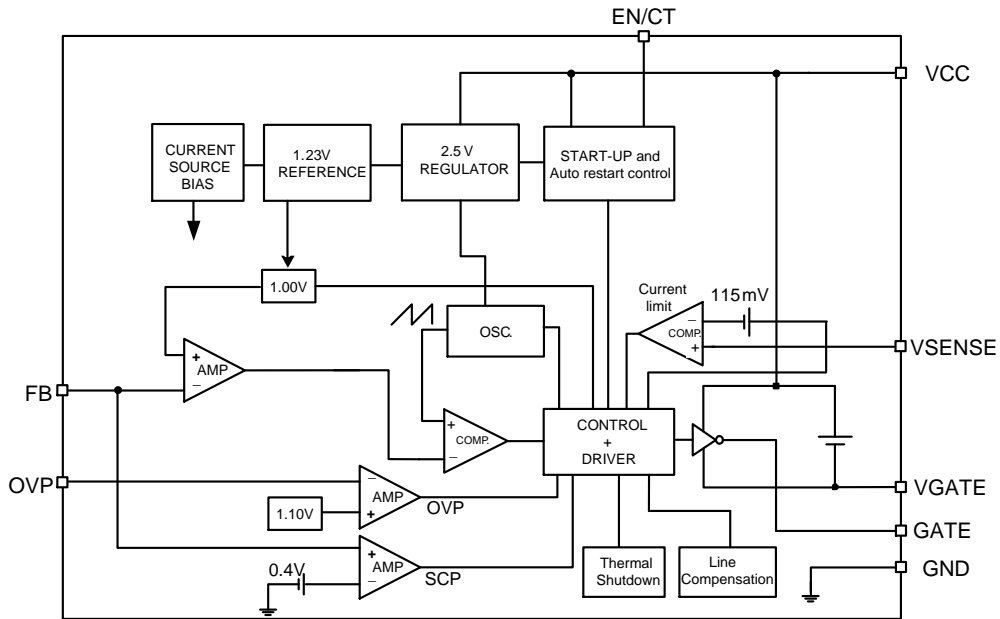 EN/CT
VCC
CURRENT
SOURCE
BIAS
1.23V
REFERENCE
2.5 V
REGULATOR
START-UP and
Auto restart control
1.00V
OSC.
Current
limit
115mV
−
COMP.
+
VSENSE
+
AMP
−
FB
+
COMP.
−
CONTROL
+
DRIVER
OVP
−
AMP
+
OVP
1.10V
VGATE
GATE
+
AMP
−
SCP
0.4V
Thermal
Shutdown
Line
Compensation
GND